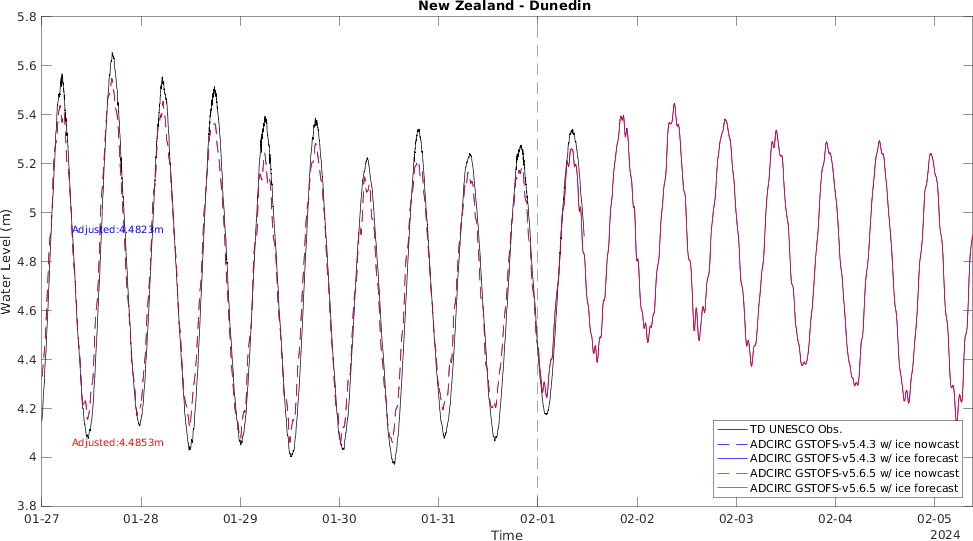 New Zealand - Dunedin
Water Level (m)
5.8
5.6
5.4
5.2
5
4.8
4.6
4.4
4.2
4
3.8
Adjusted:4.4823m
Adjusted:4.4853m
TD UNESCO Obs.
ADCIRC GSTOFS-v5.4.3 w/ ice nowcast
ADCIRC GSTOFS-v5.4.3 w/ ice forecast
ADCIRC GSTOFS-v5.6.5 w/ ice nowcast
ADCIRC GSTOFS-v5.6.5 w/ ice forecast
01-27 01-28 01-29 01-30 01-31 02-01 02-02 02-03 02-04 02-05
Time
2024